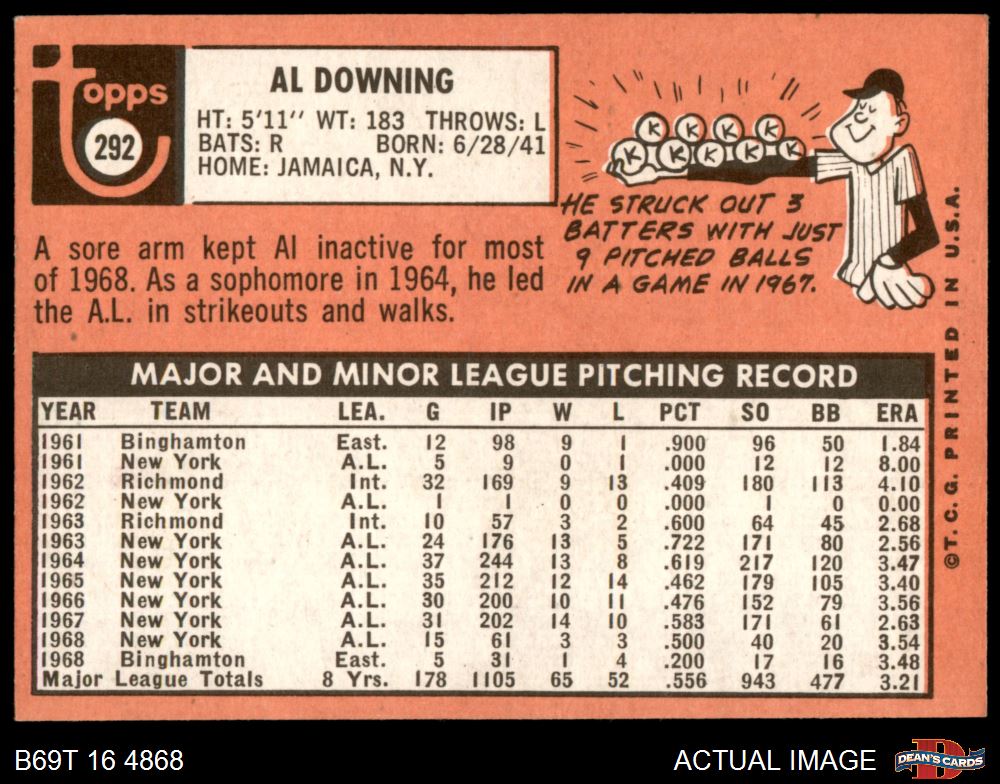 Topps
292
AL DOWNING
HT: 5'11" WT: 183 THROWS: L
BATS: R BORN: 6/28/41
HOME: JAMAICA, N.Y.
A sore arm kept Al inactive for most
of 1968. As a sophomore in 1964, he led
the A.L. in strikeouts and walks.
K K K K
K K K K K
HE STRUCK OUT 3
BATTERS WITH JUST
9 PITCHED BALLS
IN A GAME IN 1967.
MAJOR AND MINOR LEAGUE PITCHING RECORD
YEAR TEAM LEA. G IP W L PCT SO BB ERA
1961 Binghamton East. 12 98 9 1 .900 96 50 1.84
1961 New York A.L. 5 9 0 1 .000 12 12 8.00
1962 Richmond Int. 32 169 9 13 .409 180 113 4.10
1962 New York A.L. 1 1 0 0 .000 1 0 0.00
1963 Richmond Int. 10 57 3 2 .600 64 45 2.68
1963 New York A.L. 24 176 13 5 .722 171 80 2.56
1964 New York A.L. 37 244 13 8 .619 217 120 3.47
1965 New York A.L. 35 212 12 14 .462 179 105 3.40
1966 New York A.L. 30 200 10 11 .476 152 79 3.56
1967 New York A.L. 31 202 14 10 .583 171 61 2.63
1968 New York A.L. 15 61 3 3 .500 40 20 3.54
1968 Binghamton East. 5 31 1 4 .200 17 16 3.48
Major League Totals 8 Yrs. 178 1105 65 52 .556 943 477 3.21
©T. C. G. PRINTED IN U.S.A.
B69T 16 4868
ACTUAL IMAGE
D
DEAN'S CARDS